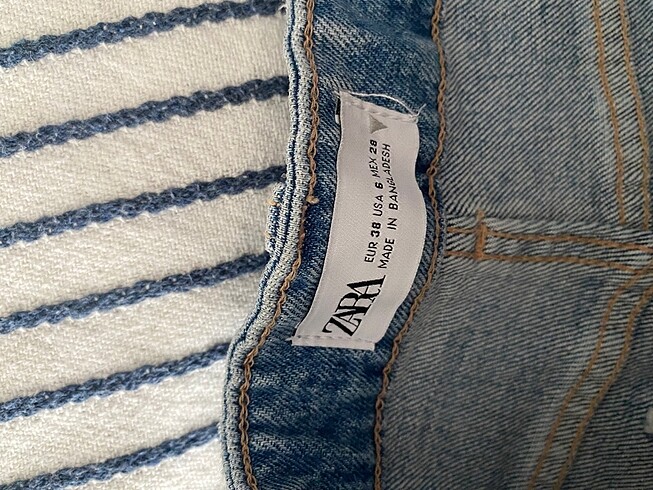 ZARA
EUR 38 USA 6 MEX 28
MADE IN BANGLADESH